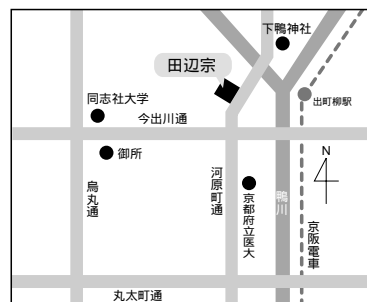 下鴨神社
田辺宗
同志社大学
出町柳駅
今出川通
御所
N
烏丸通
河原町通
京都府立医大
鴨川
京阪電車
丸太町通